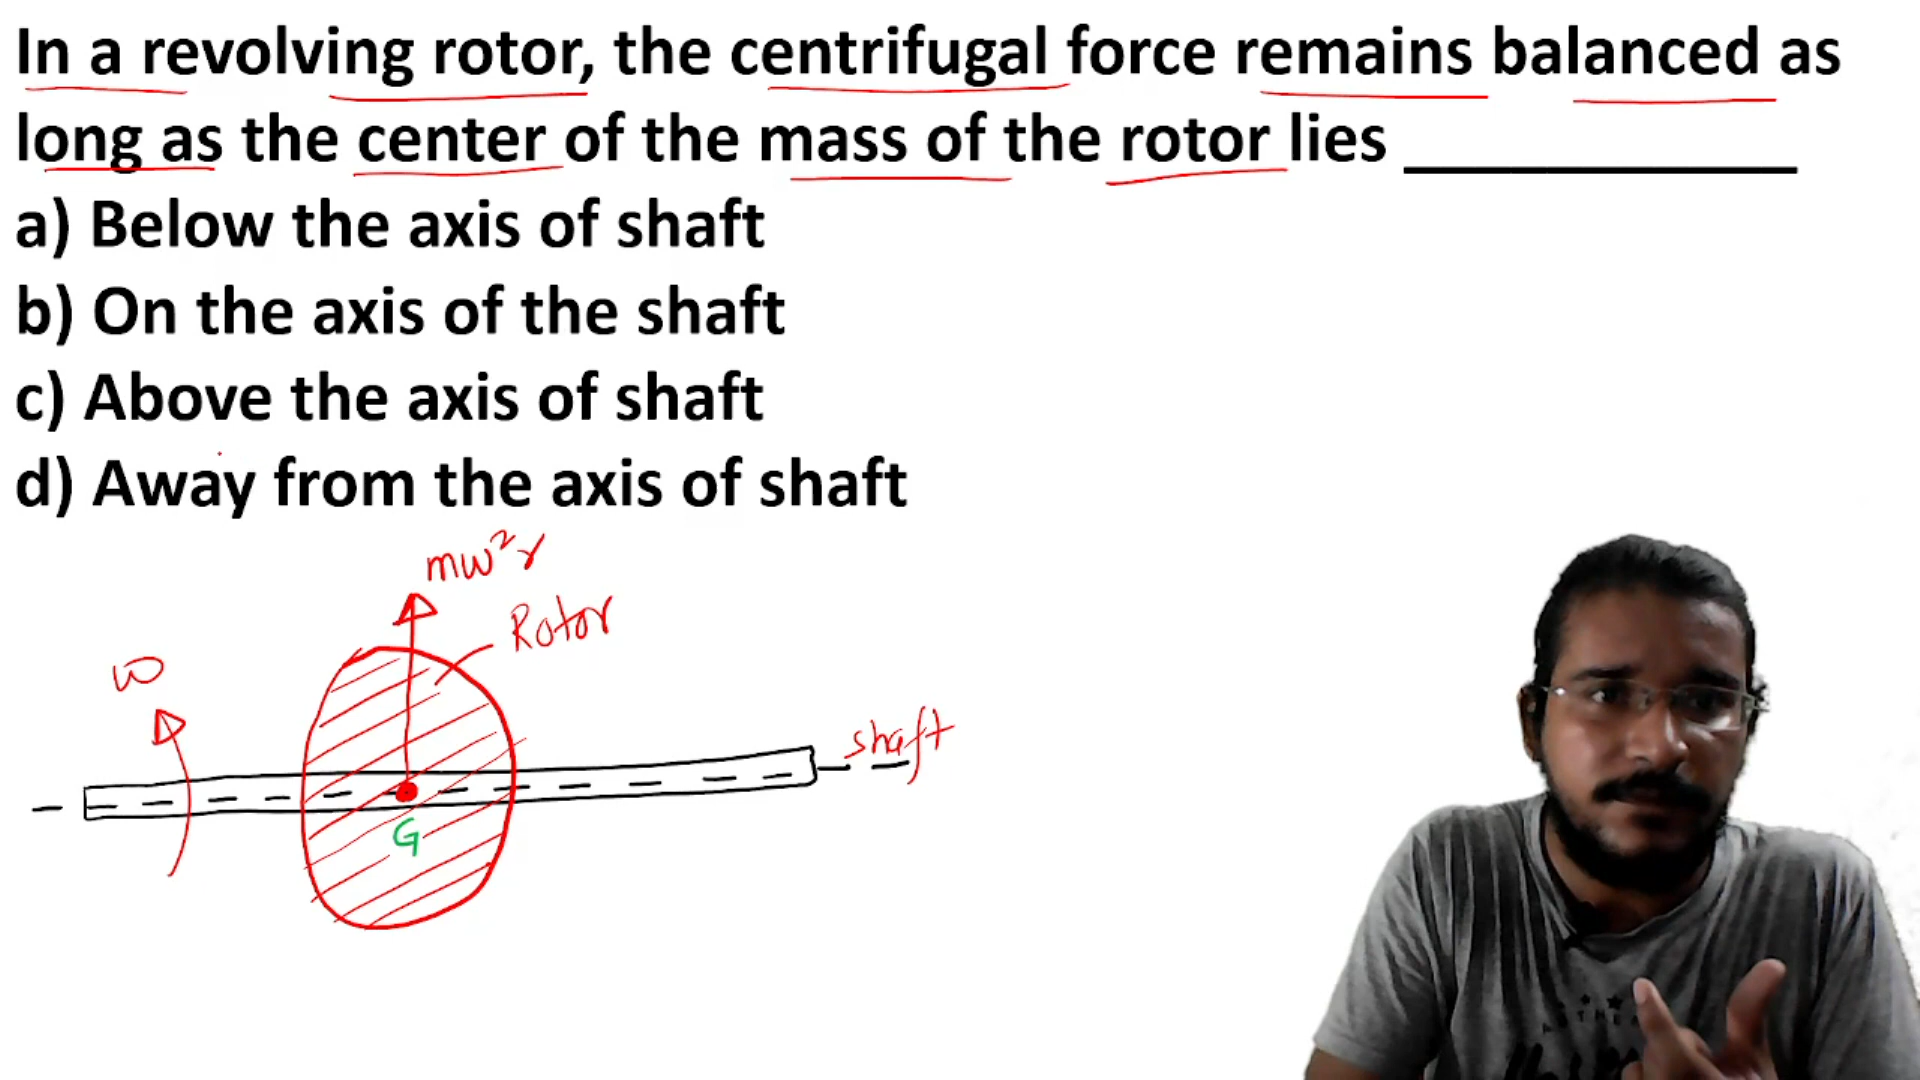 In a revolving rotor, the centrifugal force remains balanced as
long as the center of the mass of the rotor lies ____________
a) Below the axis of shaft
b) On the axis of the shaft
c) Above the axis of shaft
d) Away from the axis of shaft
mω²r
Rotor
ω
shaft
G